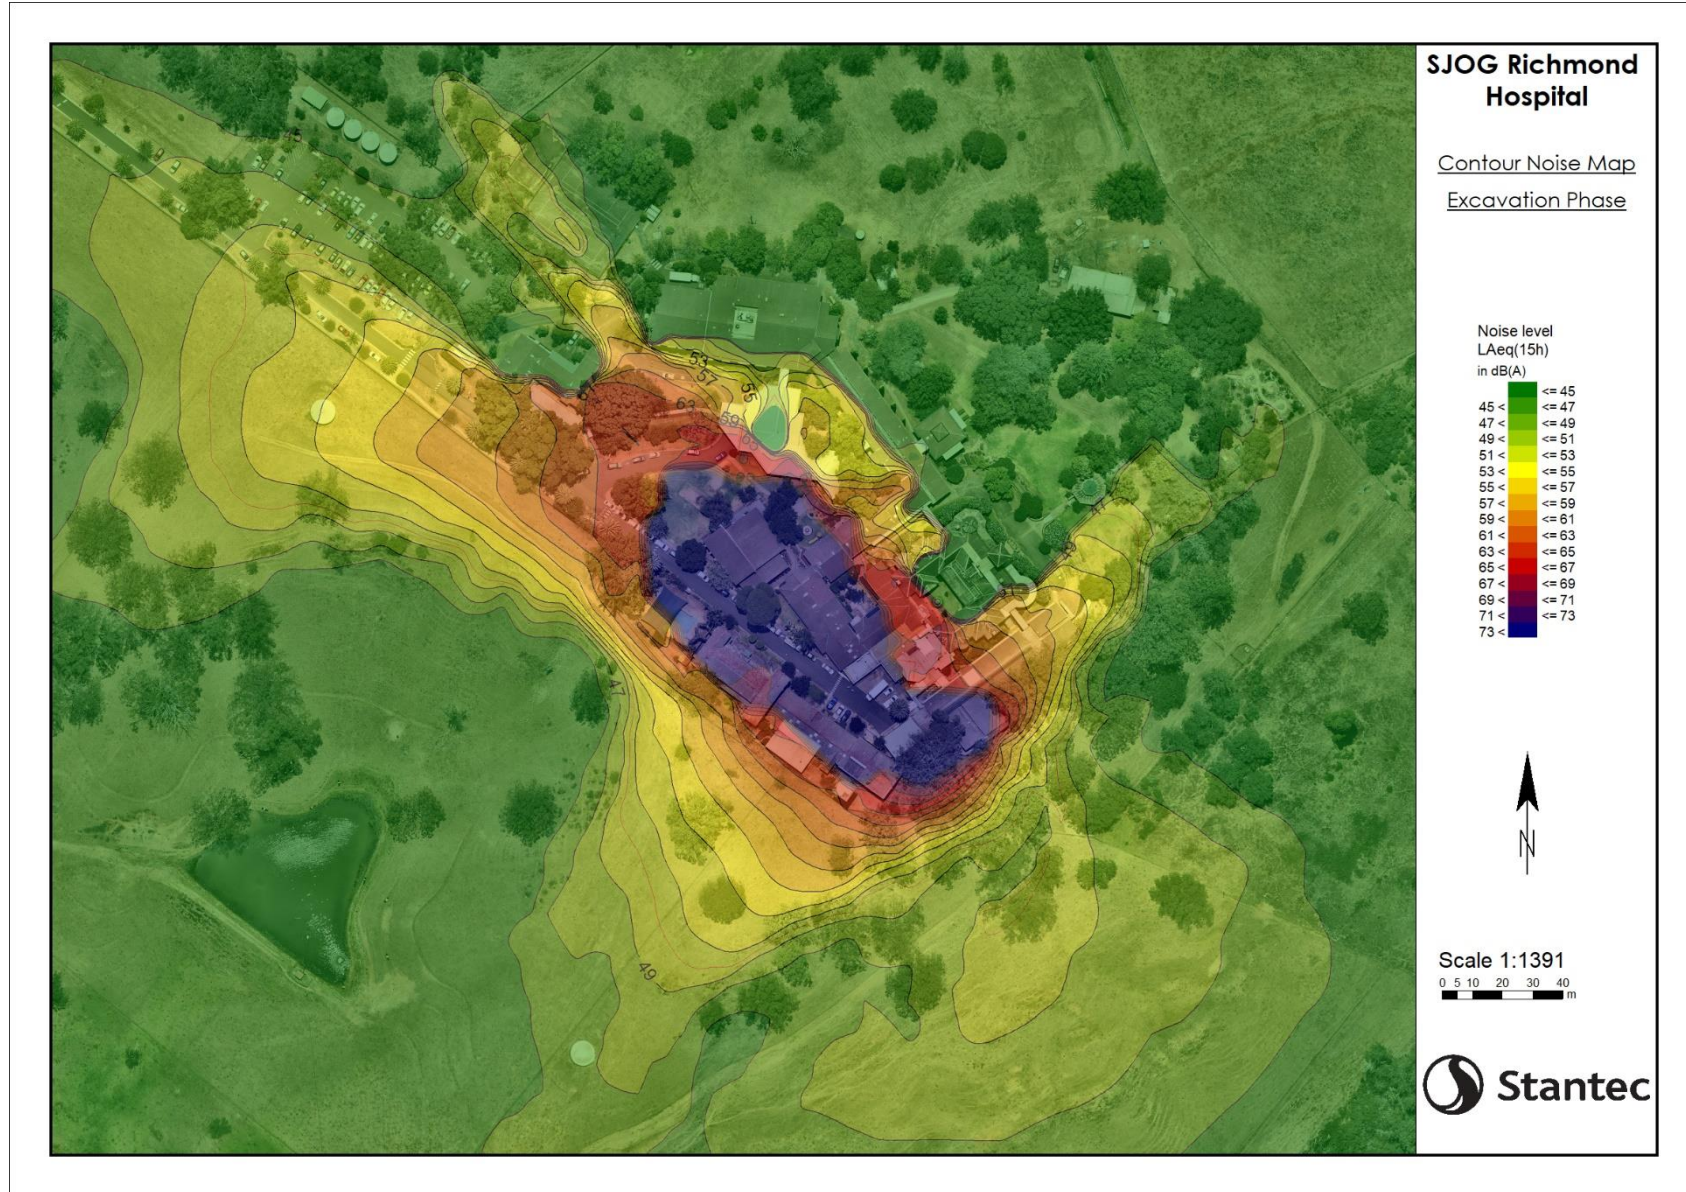 SJOG Richmond
Hospital
Contour Noise Map
Excavation Phase
Noise level
LAeq(15h)
in dB(A)
<= 45
45 < <= 47
47 < <= 49
49 < <= 51
51 < <= 53
53 < <= 55
55 < <= 57
57 < <= 59
59 < <= 61
61 < <= 63
63 < <= 65
65 < <= 67
67 < <= 69
69 < <= 71
71 < <= 73
73 <
N
Scale 1:1391
0 5 10 20 30 40
m
Stantec
53
57
55
63
59
47
49